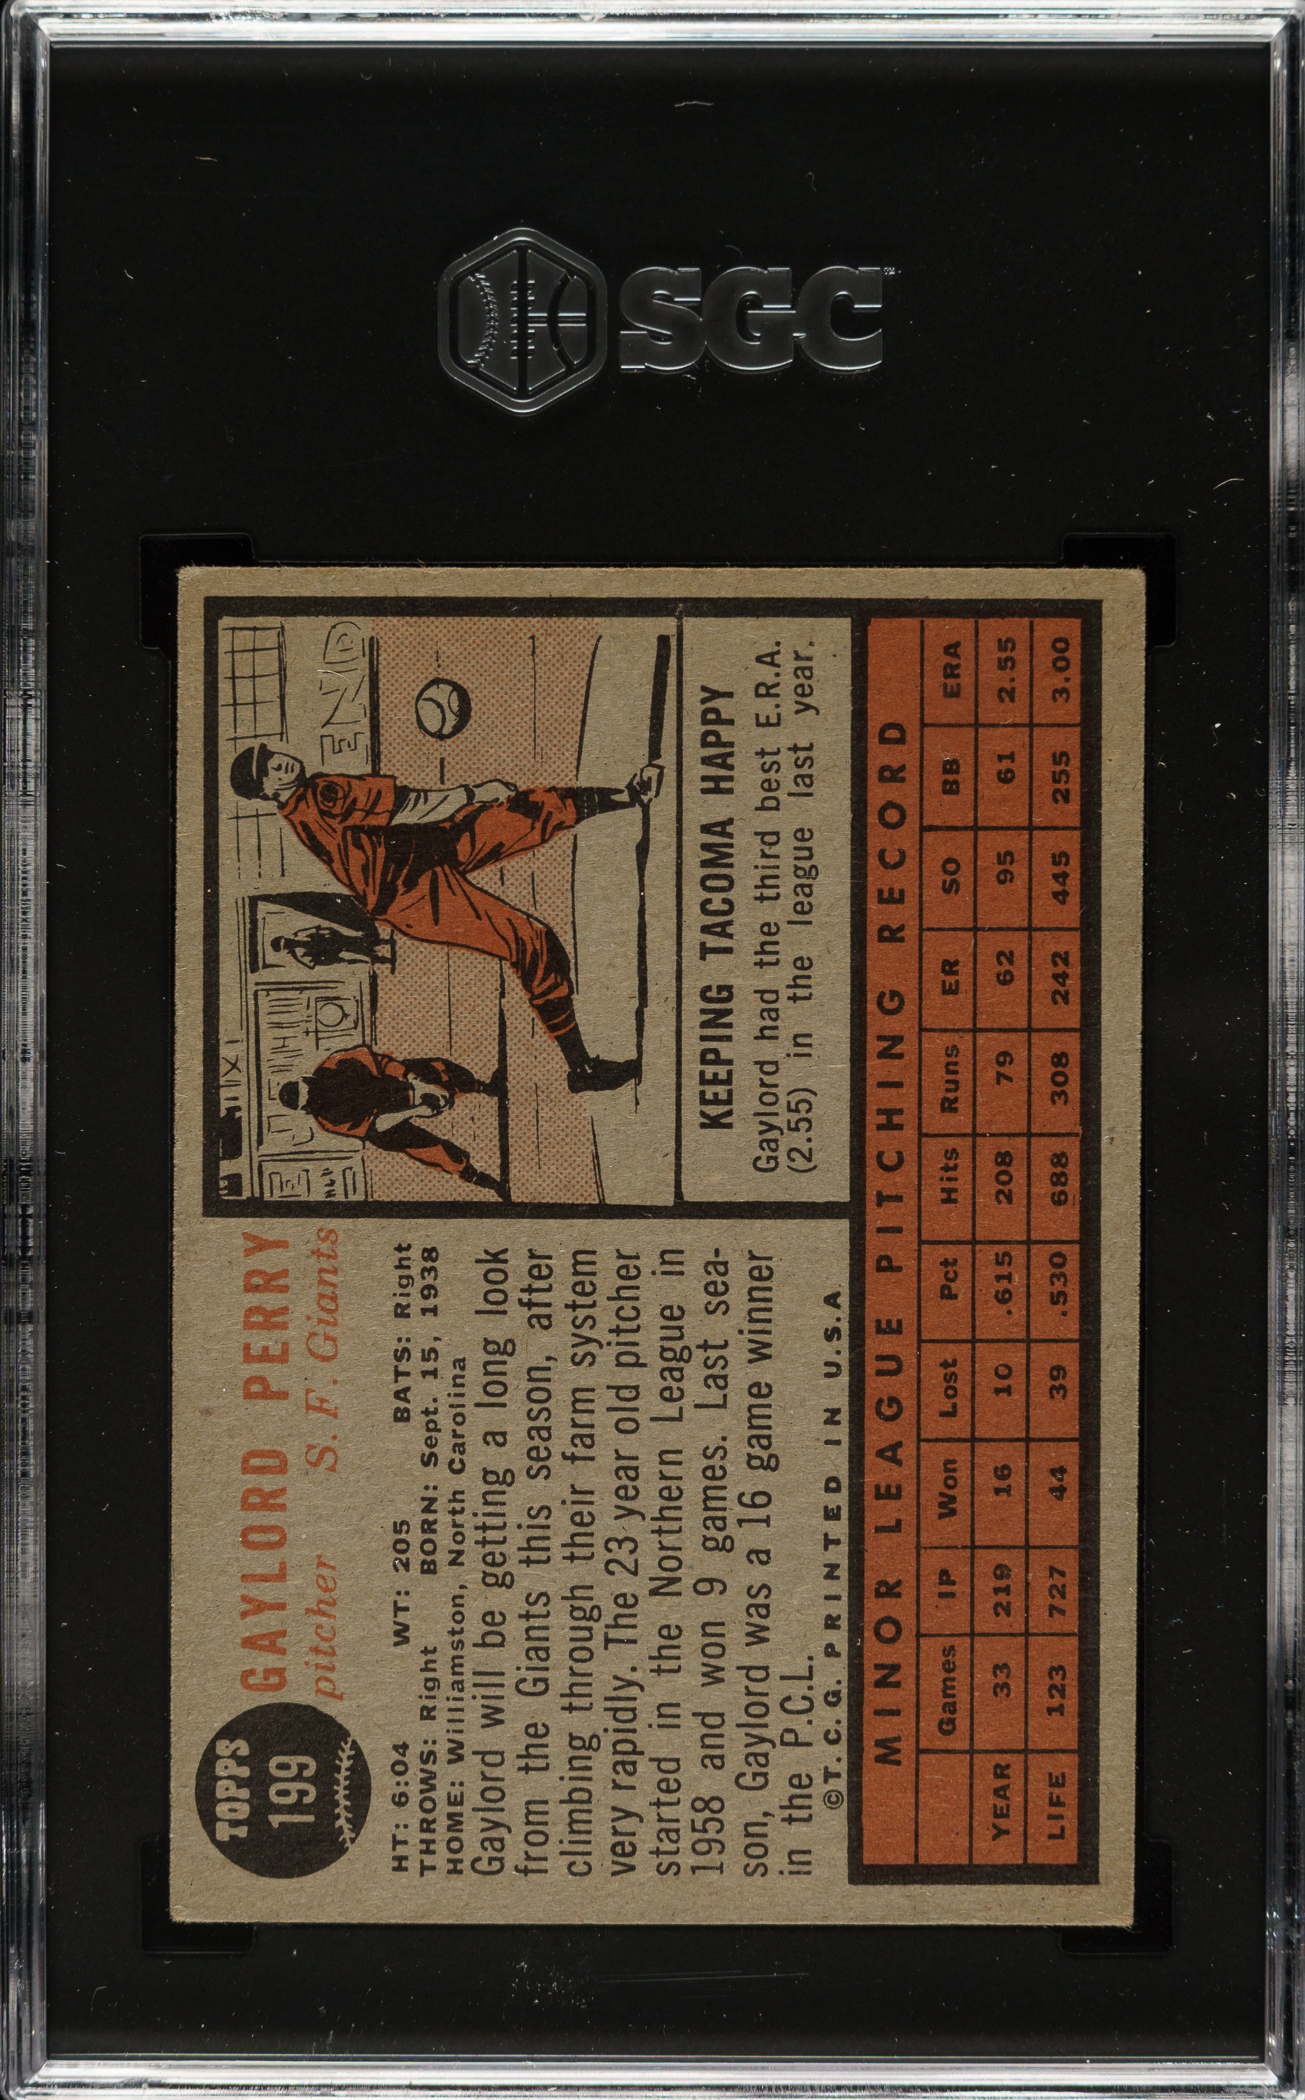 SGC
TOPPS
199
GAYLORD PERRY
pitcher S. F. Giants
HT: 6:04 WT: 205 BATS: Right
THROWS: Right BORN: Sept. 15, 1938
HOME: Williamston, North Carolina
Gaylord will be getting a long look
from the Giants this season, after
climbing through their farm system
very rapidly. The 23 year old pitcher
started in the Northern League in
1958 and won 9 games. Last sea-
son, Gaylord was a 16 game winner
in the P.C.L.
©T. C. G. PRINTED IN U.S.A.
KEEPING TACOMA HAPPY
Gaylord had the third best E.R.A.
(2.55) in the league last year.
MINOR LEAGUE PITCHING RECORD
Games IP Won Lost Pct Hits Runs ER SO BB ERA
YEAR 33 219 16 10 .615 208 79 62 95 61 2.55
LIFE 123 727 44 39 .530 688 308 242 445 255 3.00